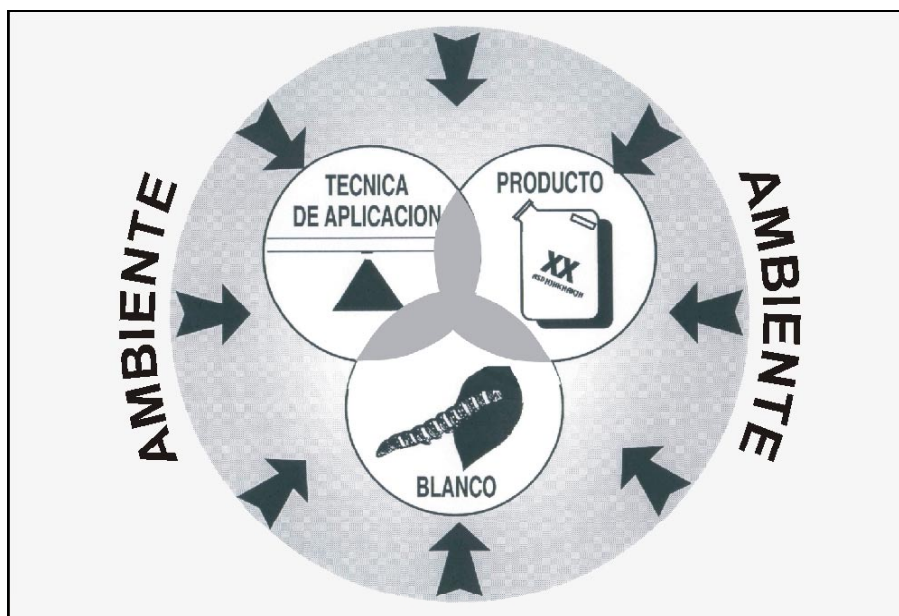 AMBIENTE
TECNICA
DE APLICACION
PRODUCTO
XX
BLANCO
AMBIENTE